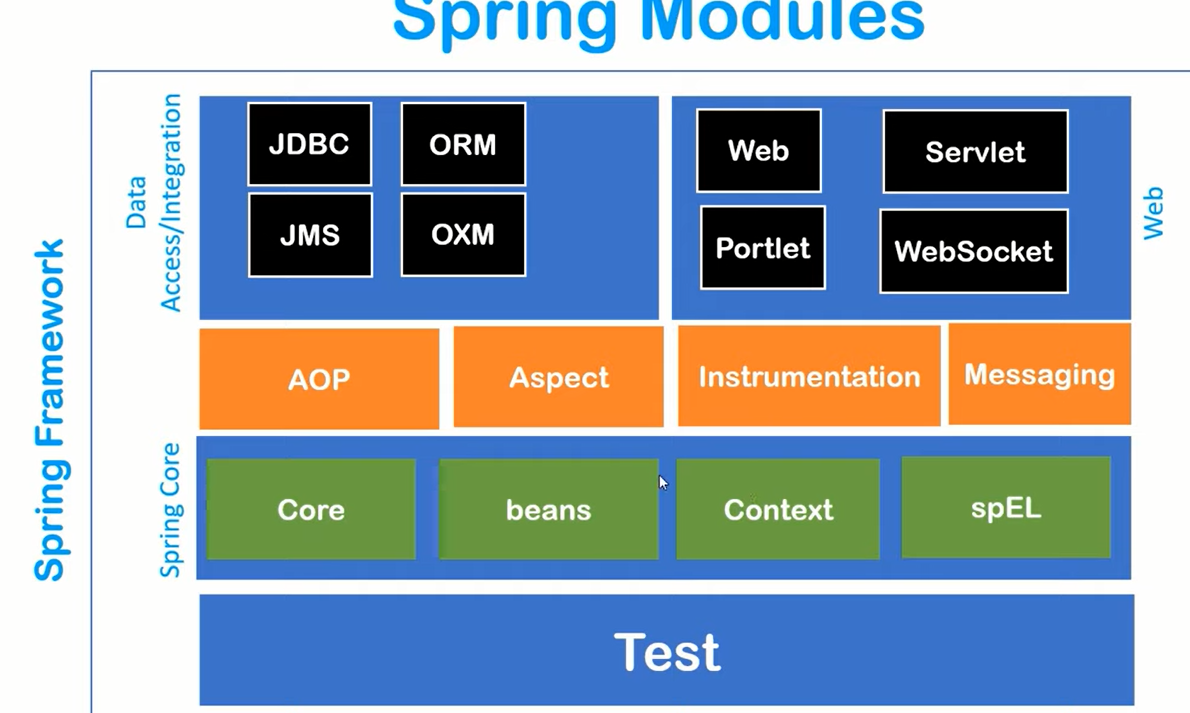 Spring Modules
Spring Framework
Data
Access/Integration
JDBC
ORM
JMS
OXM
Web
Servlet
Portlet
WebSocket
Web
AOP
Aspect
Instrumentation
Messaging
Spring Core
Core
beans
Context
spEL
Test